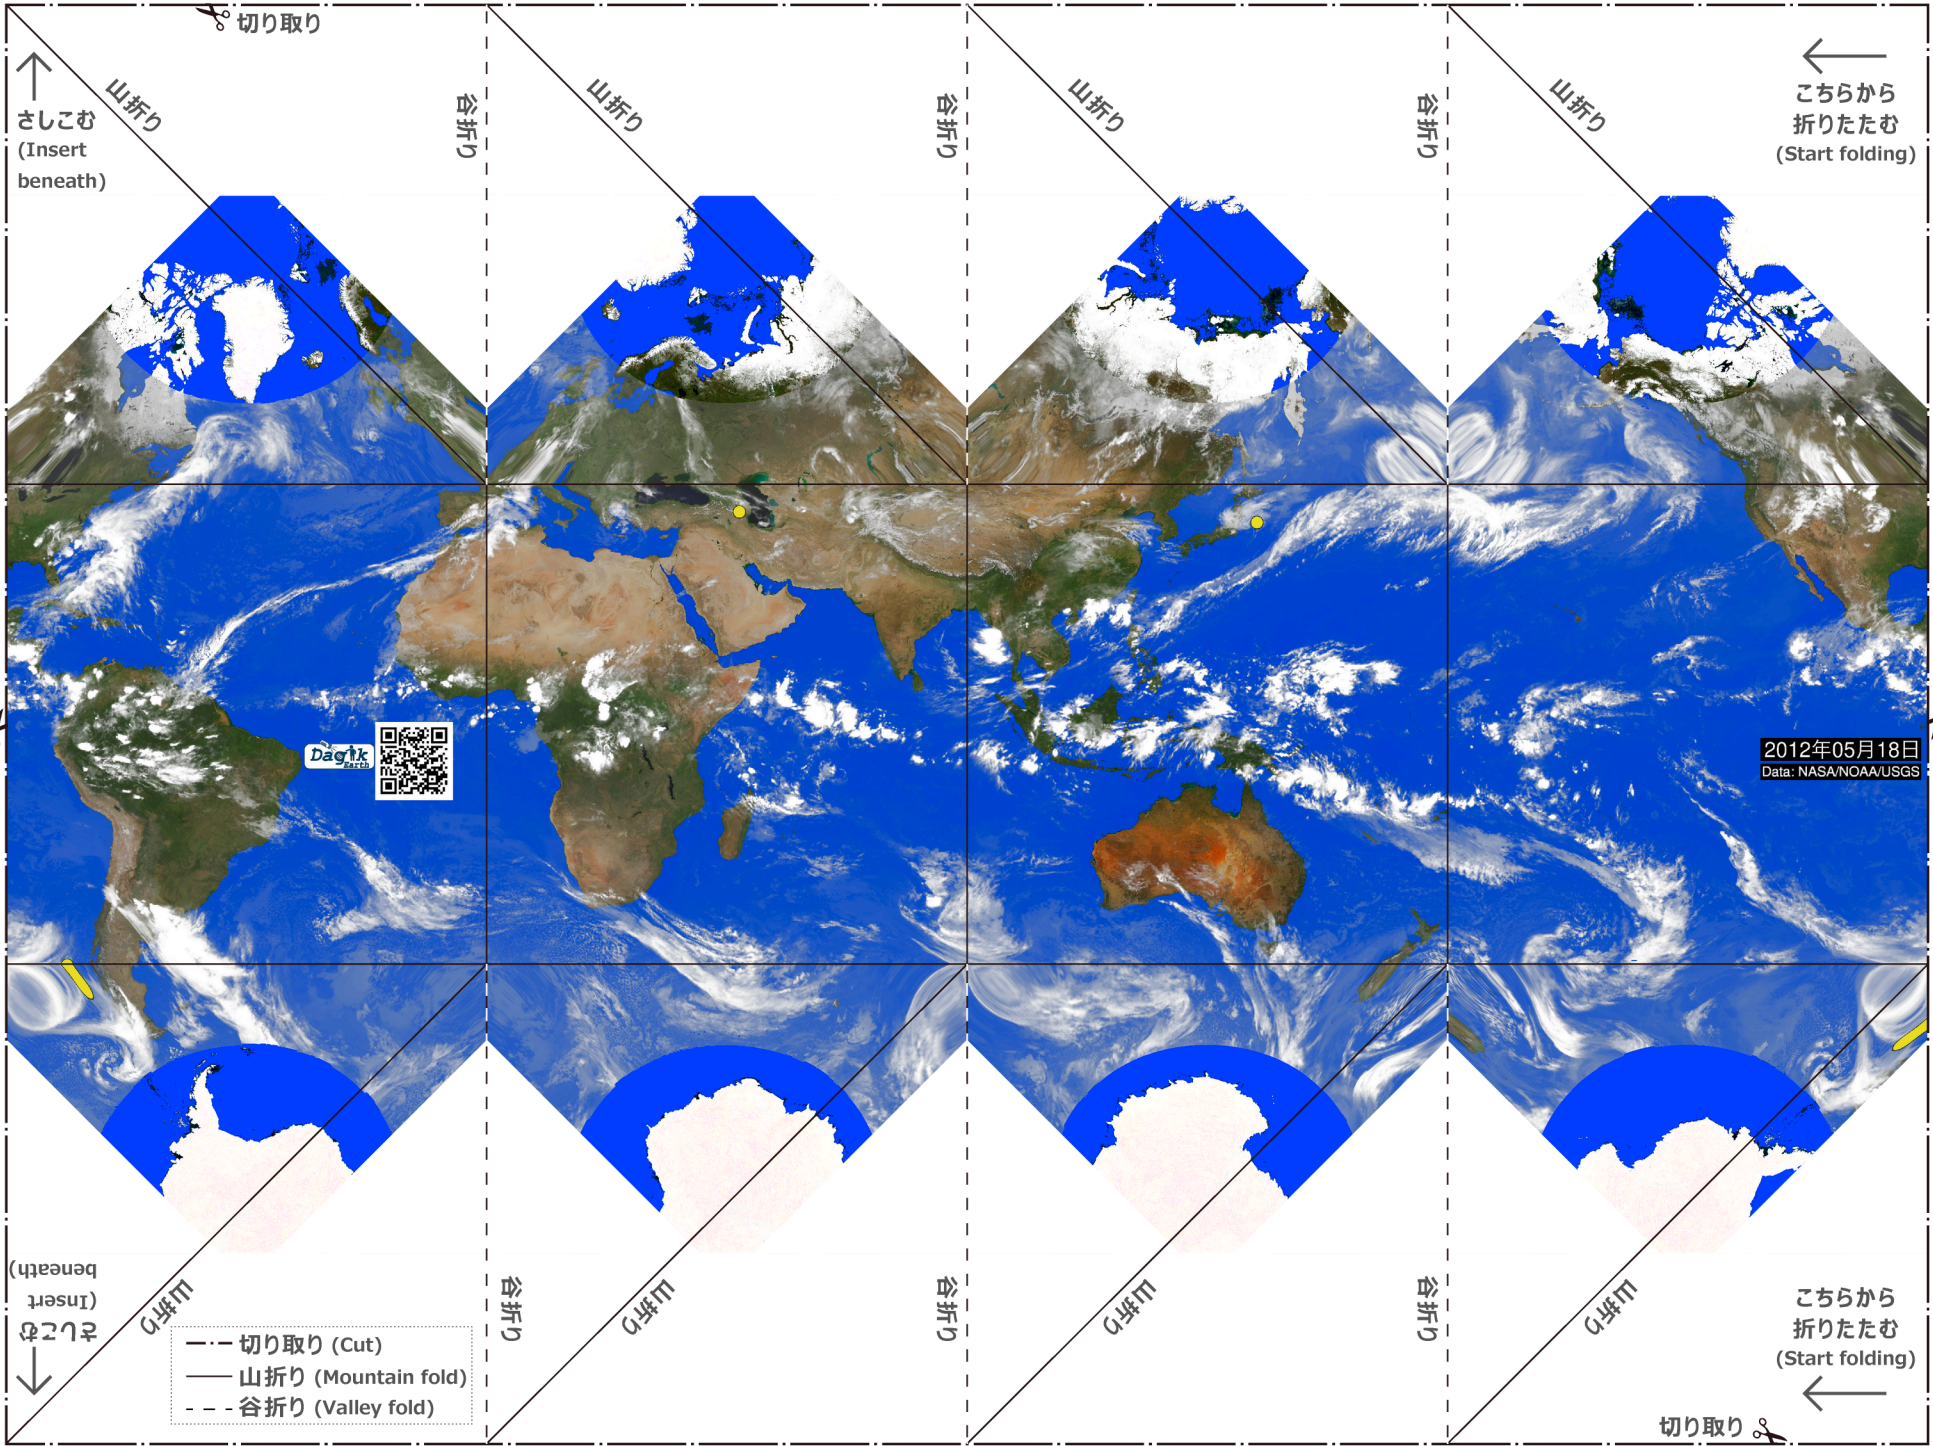 切り取り
山折り
谷折り
山折り
谷折り
山折り
谷折り
山折り
さしこむ
(Insert
beneath)
こちらから
折りたたむ
(Start folding)
Dagik
Earth
2012年05月18日
Data: NASA/NOAA/USGS
さしこむ
(Insert
beneath)
山折り
谷折り
山折り
谷折り
山折り
谷折り
山折り
切り取り (Cut)
山折り (Mountain fold)
谷折り (Valley fold)
こちらから
折りたたむ
(Start folding)
切り取り